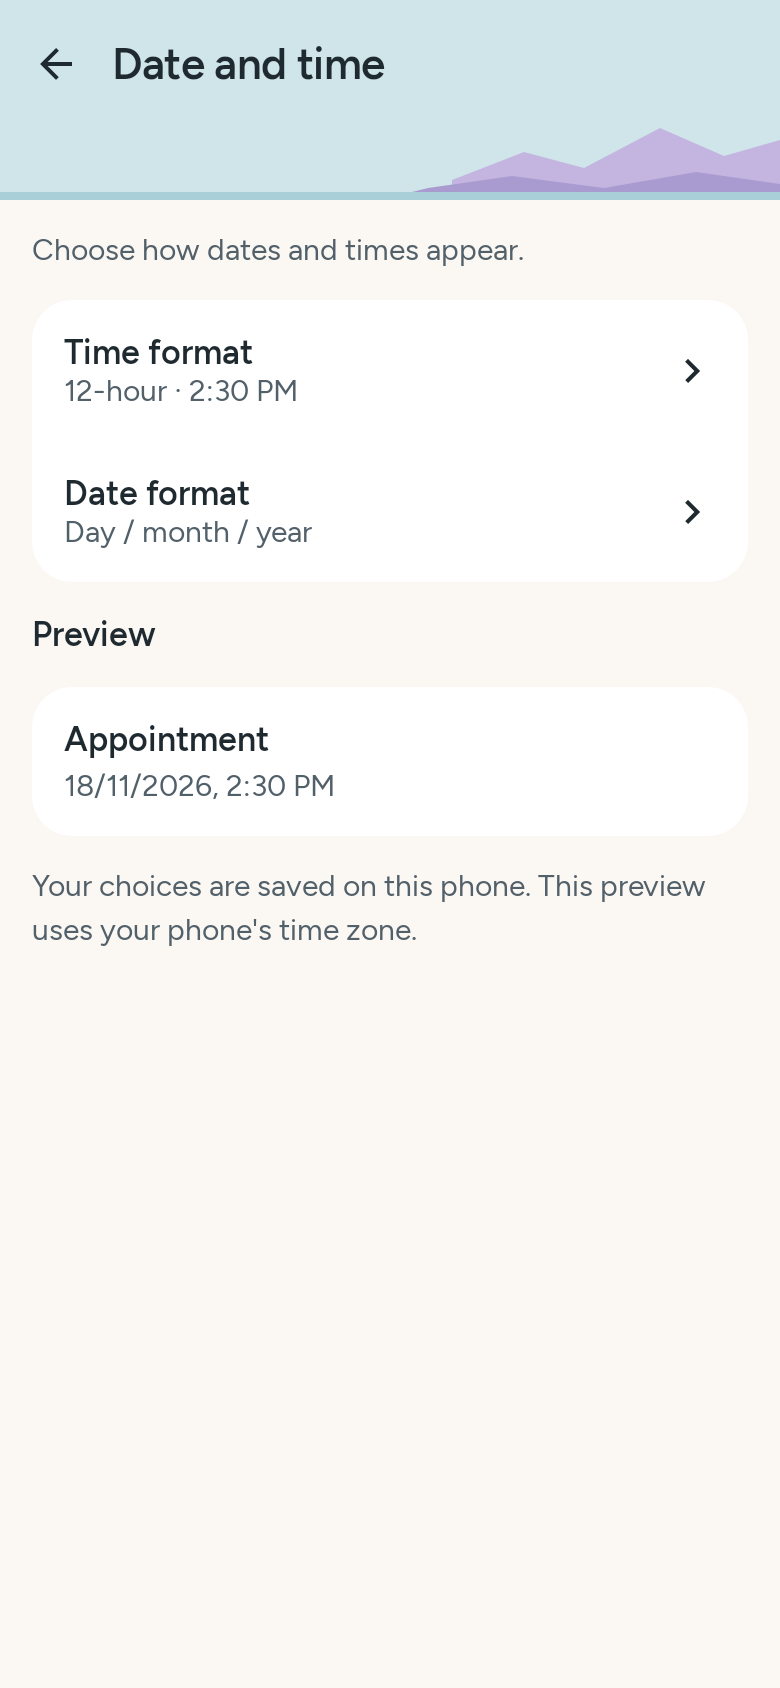 Date and time
Choose how dates and times appear.
Time format
12-hour · 2:30 PM
Date format
Day / month / year
Preview
Appointment
18/11/2026, 2:30 PM
Your choices are saved on this phone. This preview
uses your phone's time zone.